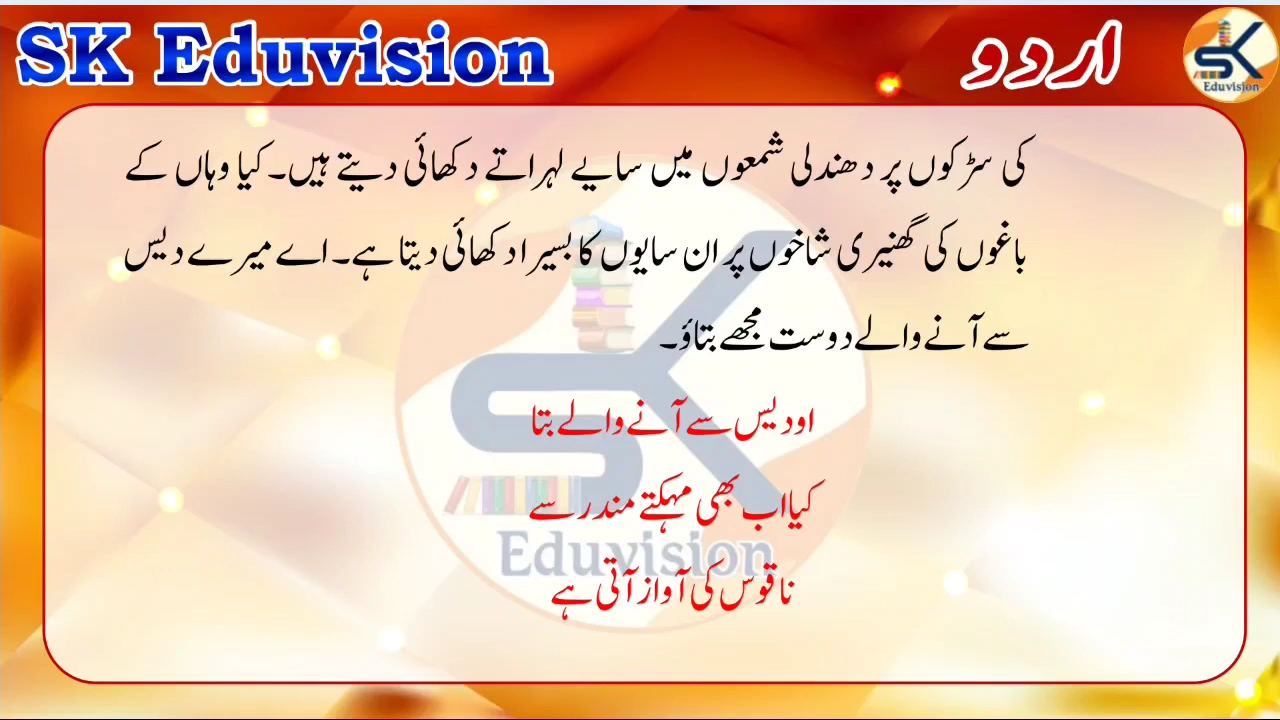 SK Eduvision
اردو
SK
Eduvision
کی سڑکوں پر دھندلی شمعوں میں سایے لہراتے دکھائی دیتے ہیں۔ کیا وہاں کے
باغوں کی گھنیری شاخوں پر ان سایوں کا بسیرا دکھائی دیتا ہے۔ اے میرے دیس
سے آنے والے دوست مجھے بتاؤ۔
او دیس سے آنے والے بتا
کیا اب بھی مہکتے مندر سے
ناقوس کی آواز آتی ہے
SK
Eduvision